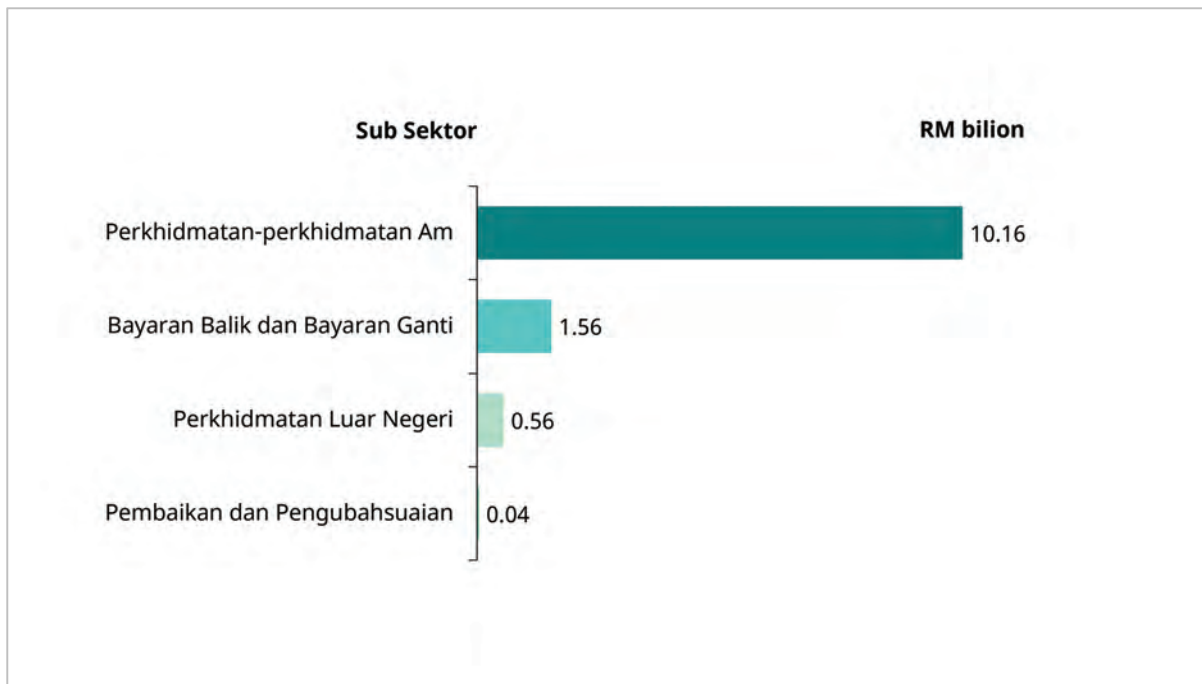 Sub Sektor
RM bilion
Perkhidmatan-perkhidmatan Am
10.16
Bayaran Balik dan Bayaran Ganti
1.56
Perkhidmatan Luar Negeri
0.56
Pembaikan dan Pengubahsuaian
0.04